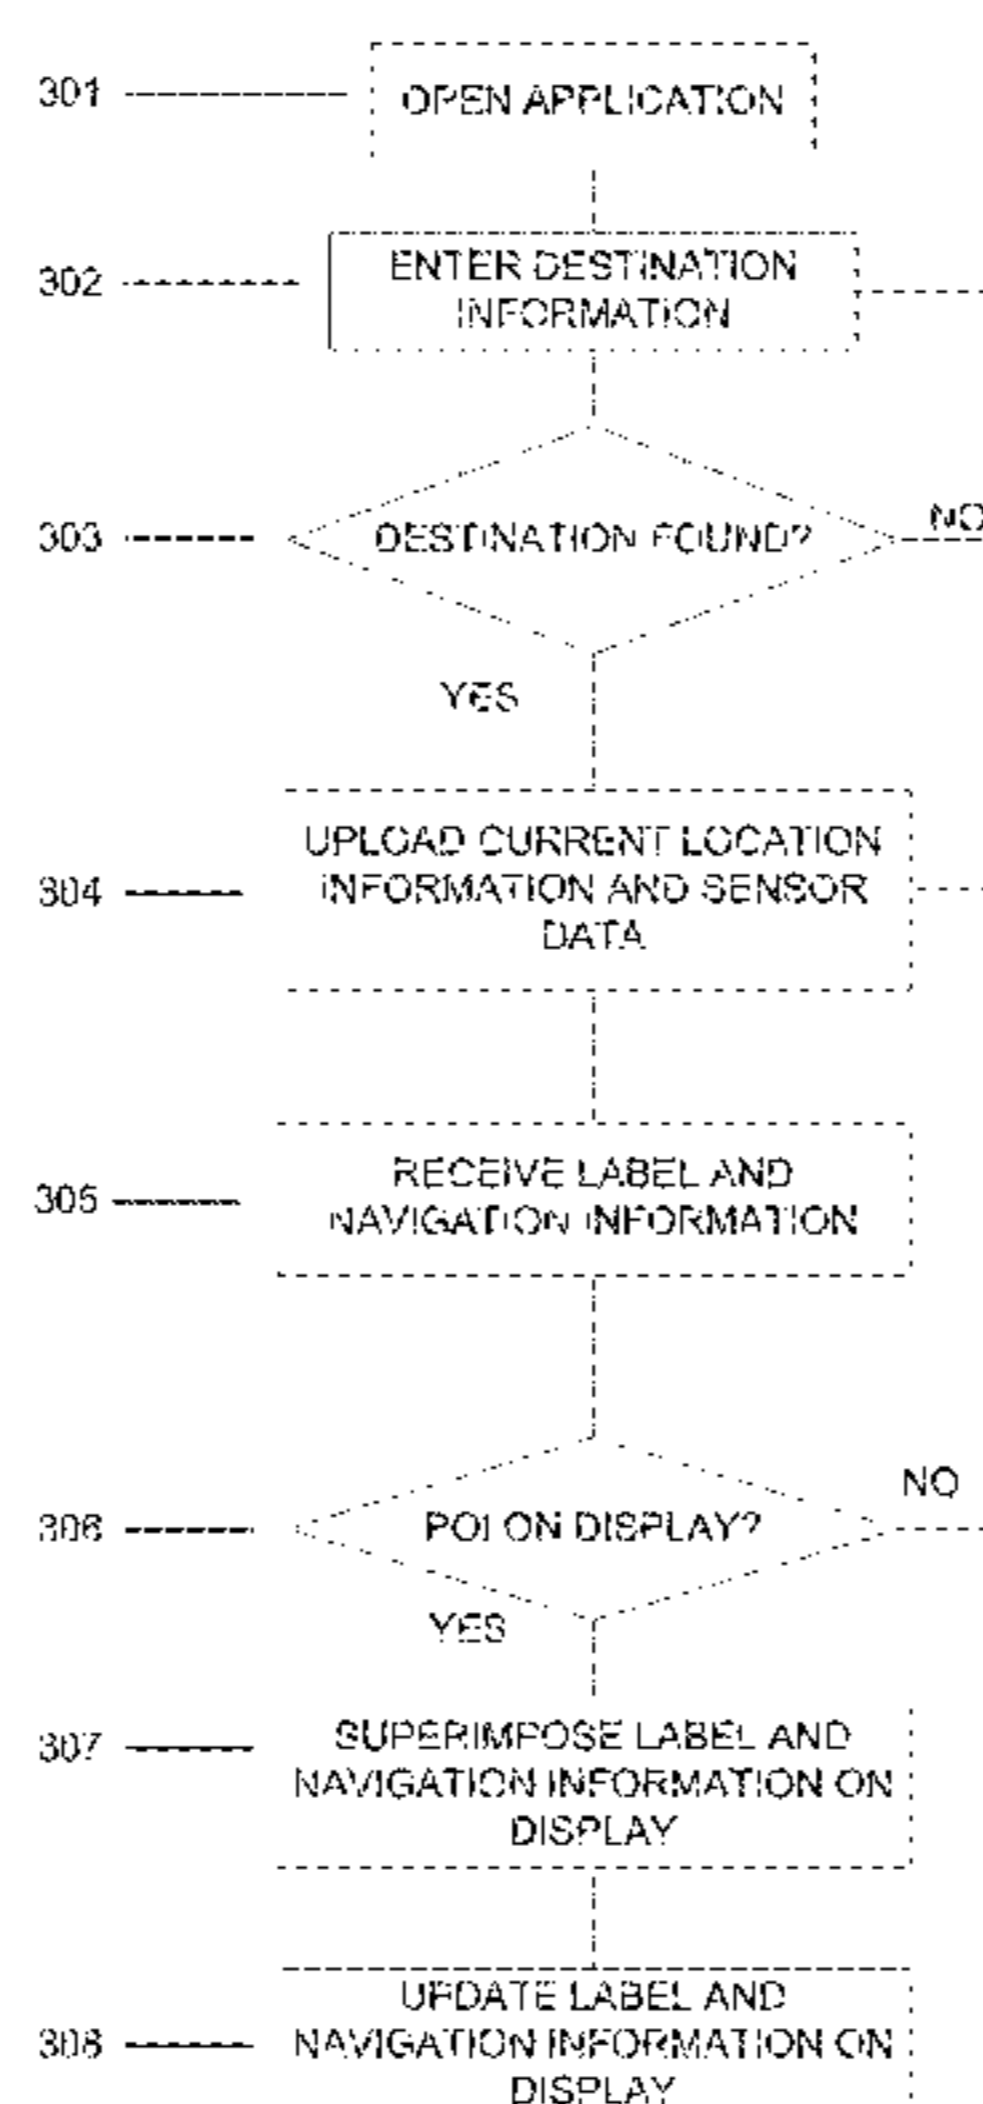 301
OPEN APPLICATION
302
ENTER DESTINATION
INFORMATION
303
DESTINATION FOUND?
NO
YES
304
UPLOAD CURRENT LOCATION
INFORMATION AND SENSOR
DATA
305
RECEIVE LABEL AND
NAVIGATION INFORMATION
306
POI ON DISPLAY?
NO
YES
307
SUPERIMPOSE LABEL AND
NAVIGATION INFORMATION ON
DISPLAY
308
UPDATE LABEL AND
NAVIGATION INFORMATION ON
DISPLAY